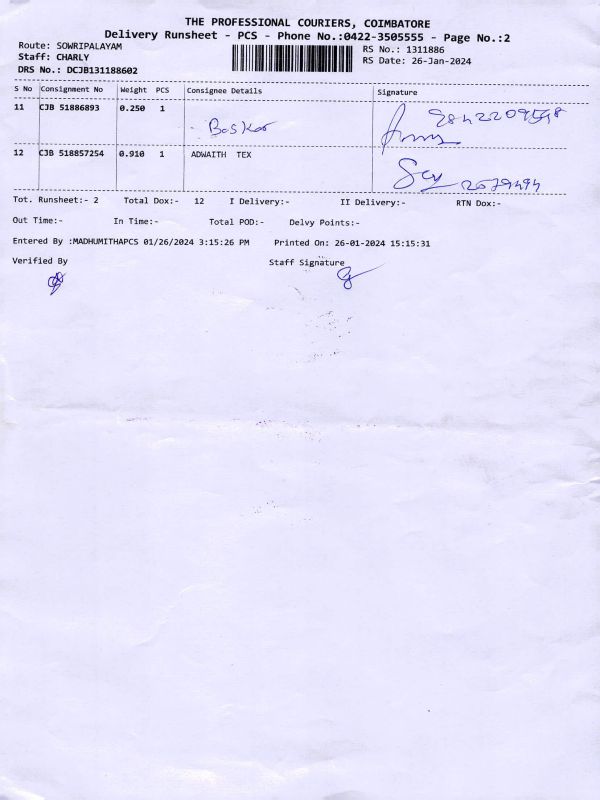 THE PROFESSIONAL COURIERS, COIMBATORE
Delivery Runsheet - PCS - Phone No.:0422-3505555 - Page No.:2
Route: SOWRIPALAYAM
Staff: CHARLY
DRS No.: DCJB131188602
RS No.: 1311886
RS Date: 26-Jan-2024
S No Consignment No Weight PCS Consignee Details Signature
11 CJB 51886893 0.250 1 Baskar
12 CJB 518857254 0.910 1 ADWAITH TEX
Tot. Runsheet:- 2 Total Dox:- 12 I Delivery:- II Delivery:- RTN Dox:-
Out Time:- In Time:- Total POD:- Delvy Points:-
Entered By :MADHUMITHAPCS 01/26/2024 3:15:26 PM Printed On: 26-01-2024 15:15:31
Verified By Staff Signature